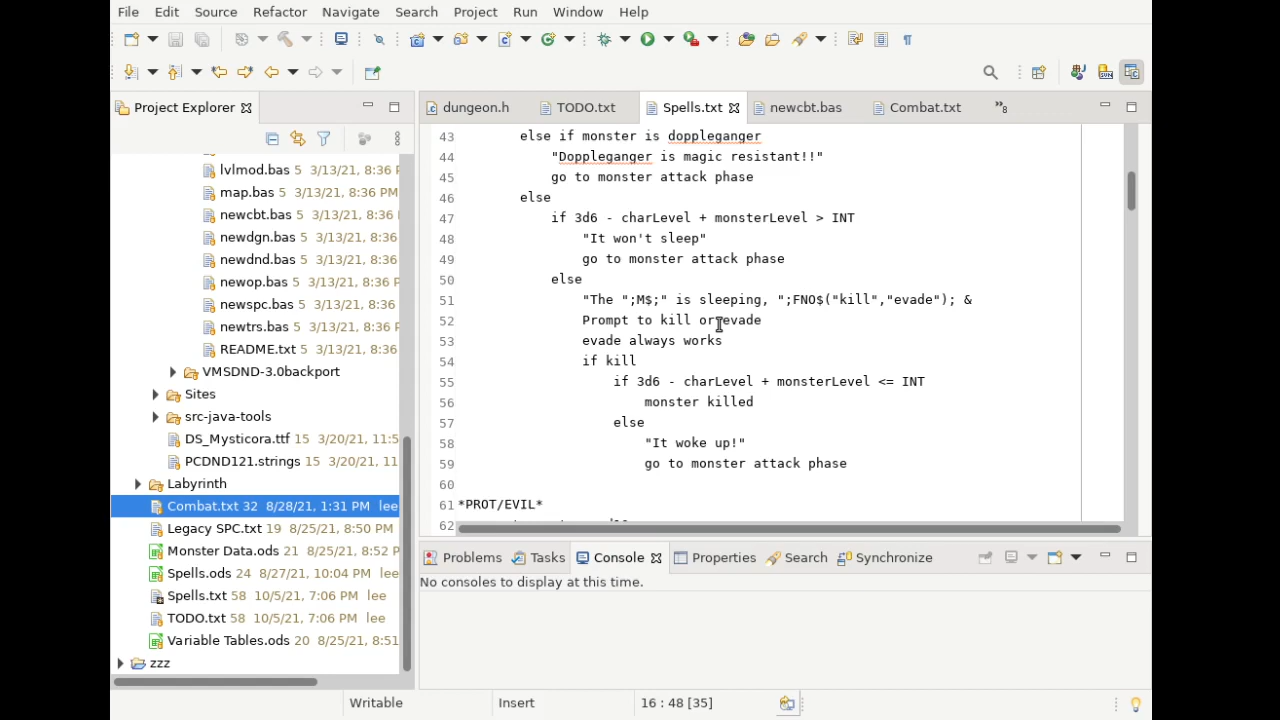 File Edit Source Refactor Navigate Search Project Run Window Help
Project Explorer
dungeon.h TODO.txt Spells.txt newcbt.bas Combat.txt »8
lvlmod.bas 5 3/13/21, 8:36 PM
map.bas 5 3/13/21, 8:36 PM
newcbt.bas 5 3/13/21, 8:36
newdgn.bas 5 3/13/21, 8:36
newdnd.bas 5 3/13/21, 8:36
newop.bas 5 3/13/21, 8:36
newspc.bas 5 3/13/21, 8:36
newtrs.bas 5 3/13/21, 8:36
README.txt 5 3/13/21, 8:36
VMSDND-3.0backport
Sites
src-java-tools
DS_Mysticora.ttf 15 3/20/21, 11:5
PCDND121.strings 15 3/20/21, 11
Labyrinth
Combat.txt 32 8/28/21, 1:31 PM lee
Legacy SPC.txt 19 8/25/21, 8:50 PM
Monster Data.ods 21 8/25/21, 8:52 P
Spells.ods 24 8/27/21, 10:04 PM lee
Spells.txt 58 10/5/21, 7:06 PM lee
TODO.txt 58 10/5/21, 7:06 PM lee
Variable Tables.ods 20 8/25/21, 8:51
zzz
43 else if monster is doppleganger
44 "Doppleganger is magic resistant!!"
45 go to monster attack phase
46 else
47 if 3d6 - charLevel + monsterLevel > INT
48 "It won't sleep"
49 go to monster attack phase
50 else
51 "The ";M$;" is sleeping, ";FNO$("kill","evade"); &
52 Prompt to kill or evade
53 evade always works
54 if kill
55 if 3d6 - charLevel + monsterLevel <= INT
56 monster killed
57 else
58 "It woke up!"
59 go to monster attack phase
60
61 *PROT/EVIL*
62
Problems Tasks Console Properties Search Synchronize
No consoles to display at this time.
Writable Insert 16 : 48 [35]